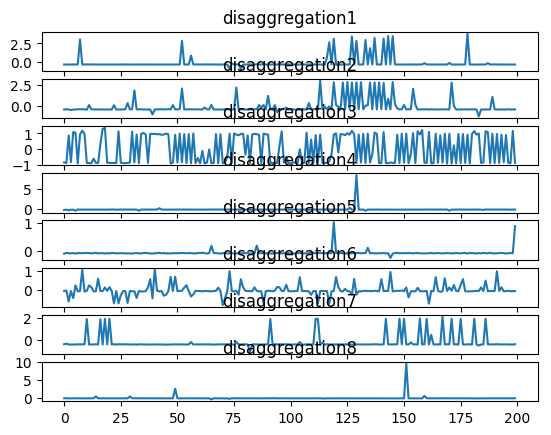 disaggregation1
2.5
0.0
disaggregation2
2.5
0.0
disaggregation3
1
0
−1
disaggregation4
5
0
disaggregation5
1
0
disaggregation6
1
0
disaggregation7
2
0
disaggregation8
10
5
0
0 25 50 75 100 125 150 175 200